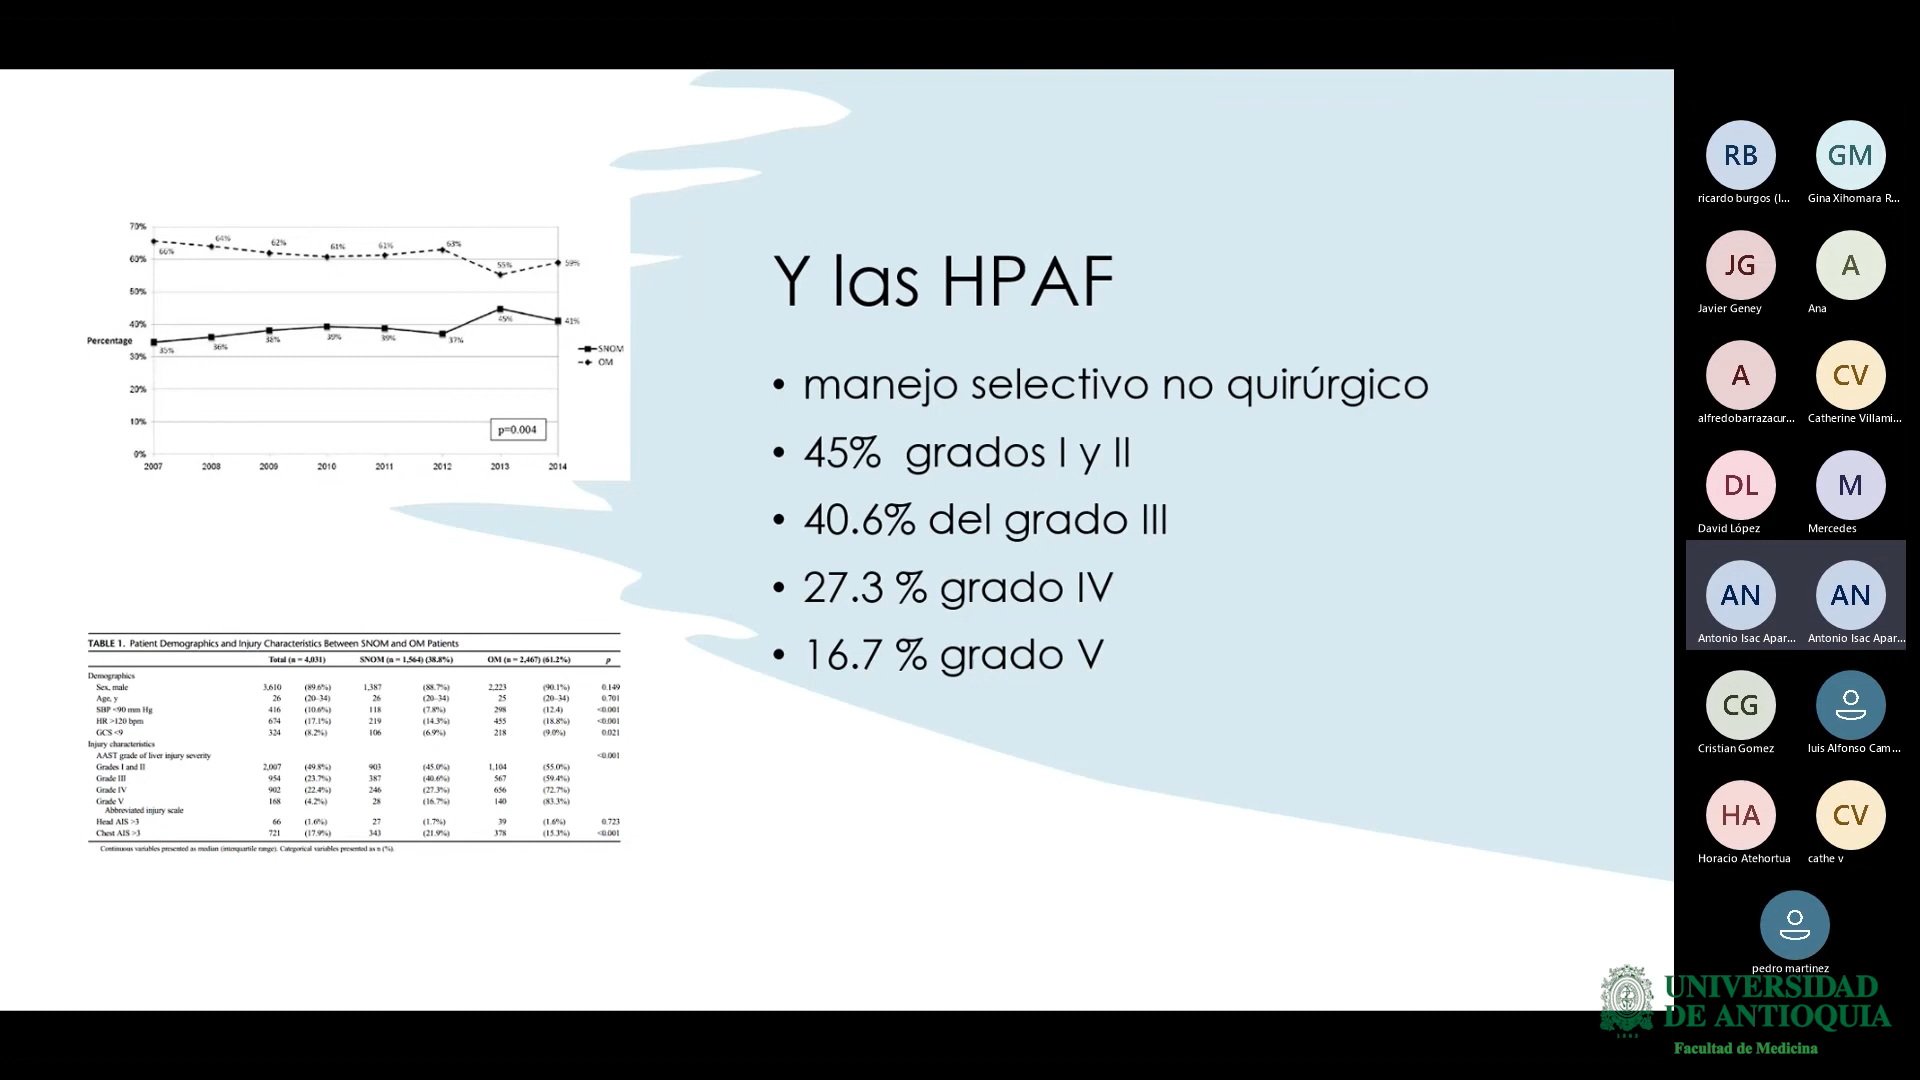 70%
60%
50%
40%
Percentage
30%
20%
10%
0%
66%
64%
62%
61%
61%
63%
55%
59%
35%
36%
38%
39%
39%
37%
45%
41%
SNOM
OM
p=0.004
2007 2008 2009 2010 2011 2012 2013 2014
TABLE 1. Patient Demographics and Injury Characteristics Between SNOM and OM Patients
Total (n = 4,031) SNOM (n = 1,564) (38.8%) OM (n = 2,467) (61.2%) p
Demographics
Sex, male 3,610 (89.6%) 1,387 (88.7%) 2,223 (90.1%) 0.149
Age, y 26 (20–34) 26 (20–34) 25 (20–34) 0.701
SBP <90 mm Hg 416 (10.6%) 118 (7.8%) 298 (12.4) <0.001
HR >120 bpm 674 (17.1%) 219 (14.3%) 455 (18.8%) <0.001
GCS <9 324 (8.2%) 106 (6.9%) 218 (9.0%) 0.021
Injury characteristics
AAST grade of liver injury severity <0.001
Grades I and II 2,007 (49.8%) 903 (45.0%) 1,104 (55.0%)
Grade III 954 (23.7%) 387 (40.6%) 567 (59.4%)
Grade IV 902 (22.4%) 246 (27.3%) 656 (72.7%)
Grade V 168 (4.2%) 28 (16.7%) 140 (83.3%)
Abbreviated injury scale
Head AIS >3 66 (1.6%) 27 (1.7%) 39 (1.6%) 0.723
Chest AIS >3 721 (17.9%) 343 (21.9%) 378 (15.3%) <0.001
Continuous variables presented as median (interquartile range). Categorical variables presented as n (%).
Y las HPAF
• manejo selectivo no quirúrgico
• 45%  grados I y II
• 40.6% del grado III
• 27.3 % grado IV
• 16.7 % grado V
RB GM
ricardo burgos (I... Gina Xihomara R...
JG A
Javier Geney Ana
A CV
alfredobarrazacur... Catherine Villami...
DL M
David López Mercedes
AN AN
Antonio Isac Apar... Antonio Isac Apar...
CG
Cristian Gomez luis Alfonso Cam...
HA CV
Horacio Atehortua cathe v
pedro martinez
UNIVERSIDAD
DE ANTIOQUIA
1803
Facultad de Medicina